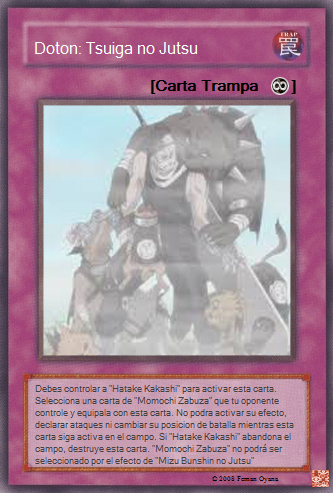 Doton: Tsuiga no Jutsu
TRAP
罠
[Carta Trampa ]
Debes controlar a "Hatake Kakashi" para activar esta carta.
Selecciona una carta de "Momochi Zabuza" que tu oponente
controle y equipala con esta carta. No podra activar su efecto,
declarar ataques ni cambiar su posicion de batalla mientras esta
carta siga activa en el campo. Si "Hatake Kakashi" abandona el
campo, destruye esta carta. "Momochi Zabuza" no podrá ser
seleccionado por el efecto de "Mizu Bunshin no Jutsu"
© 2008 Forman Oyana